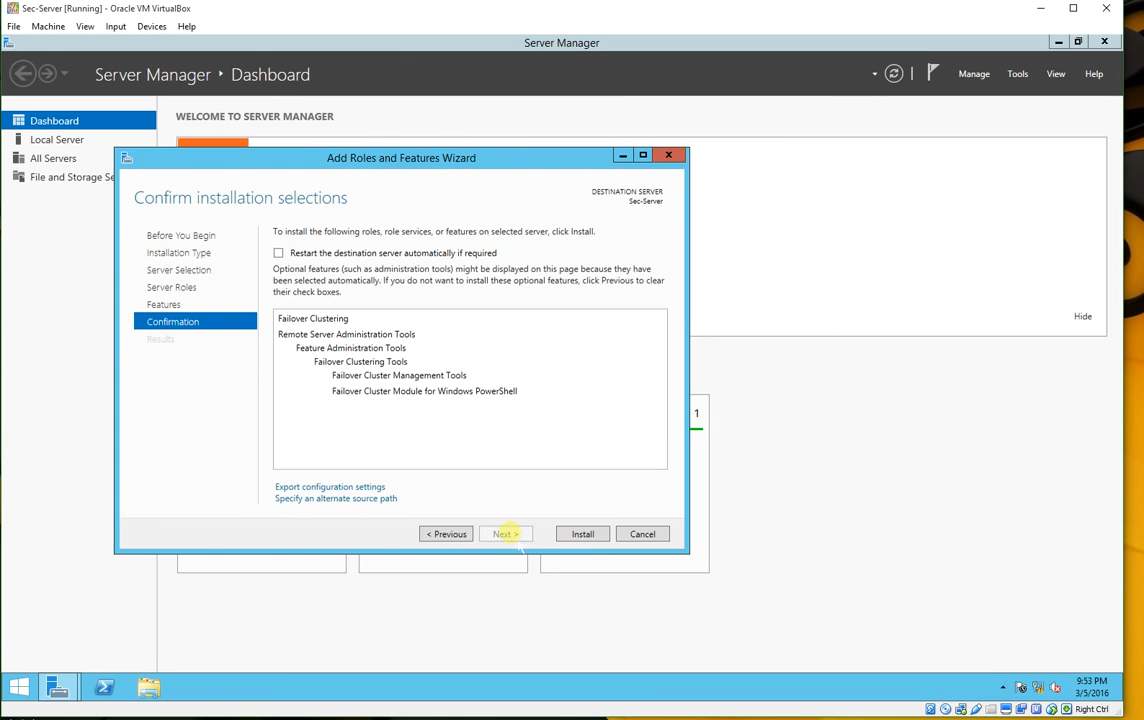 Sec-Server [Running] - Oracle VM VirtualBox
File Machine View Input Devices Help
Server Manager
Server Manager ‣ Dashboard
Manage Tools View Help
Dashboard
Local Server
All Servers
File and Storage Se
WELCOME TO SERVER MANAGER
Add Roles and Features Wizard
Confirm installation selections
DESTINATION SERVER
Sec-Server
Before You Begin
Installation Type
Server Selection
Server Roles
Features
Confirmation
Results
To install the following roles, role services, or features on selected server, click Install.
Restart the destination server automatically if required
Optional features (such as administration tools) might be displayed on this page because they have
been selected automatically. If you do not want to install these optional features, click Previous to clear
their check boxes.
Failover Clustering
Remote Server Administration Tools
Feature Administration Tools
Failover Clustering Tools
Failover Cluster Management Tools
Failover Cluster Module for Windows PowerShell
Export configuration settings
Specify an alternate source path
< Previous Next > Install Cancel
Hide
1
9:53 PM
3/5/2016
Right Ctrl